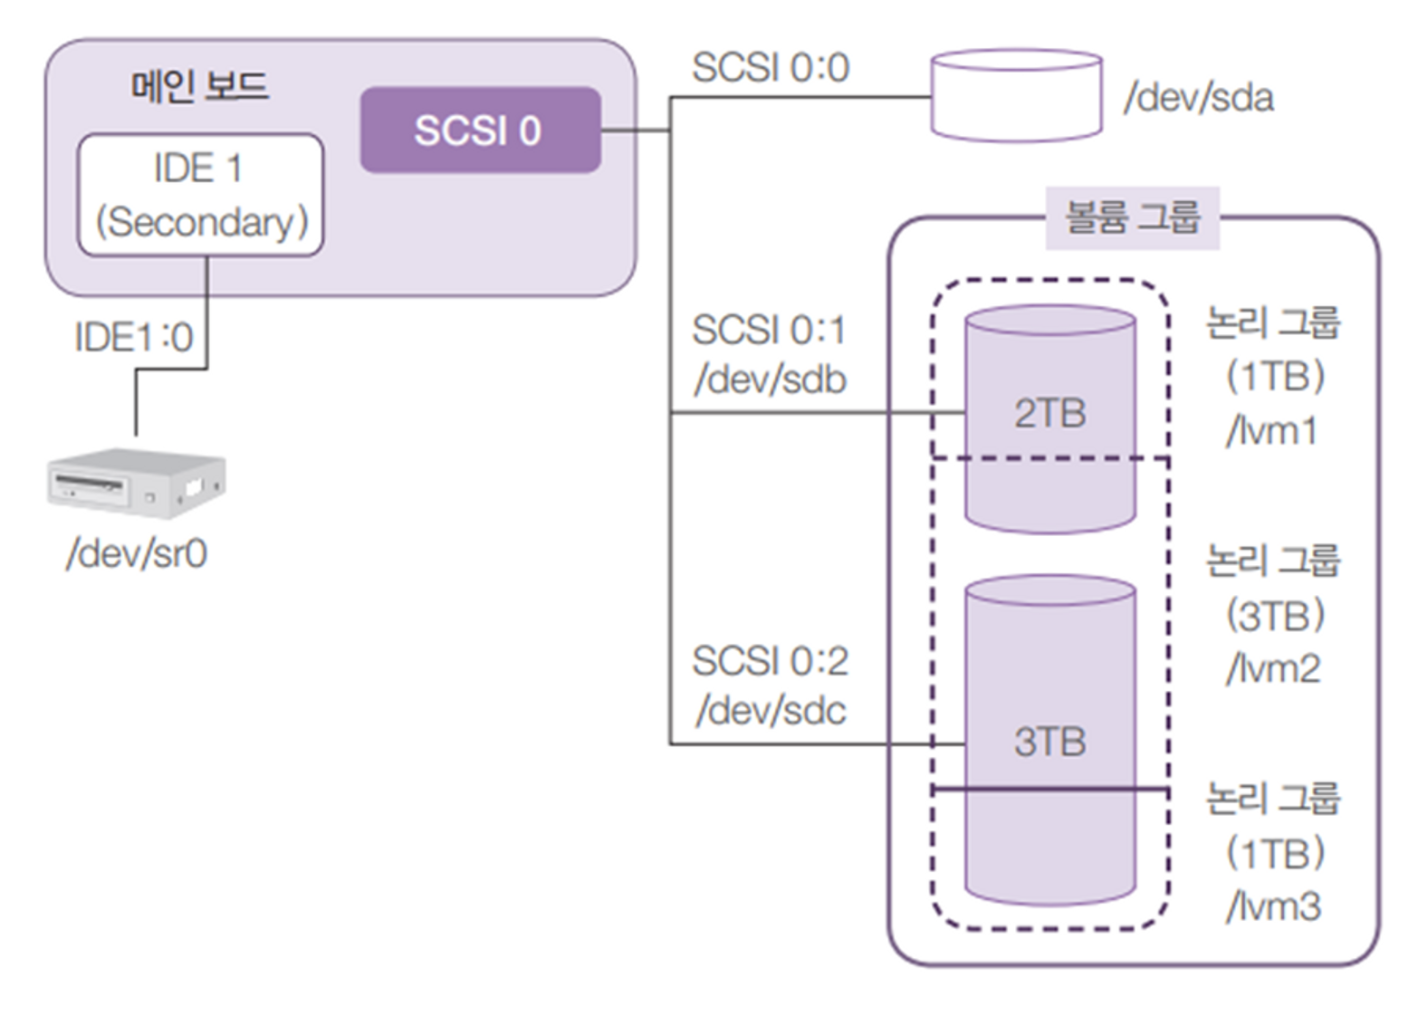 메인 보드
SCSI 0
IDE 1
(Secondary)
IDE1:0
/dev/sr0
SCSI 0:0
/dev/sda
볼륨 그룹
SCSI 0:1
/dev/sdb
2TB
논리 그룹
(1TB)
/lvm1
논리 그룹
(3TB)
/lvm2
SCSI 0:2
/dev/sdc
3TB
논리 그룹
(1TB)
/lvm3